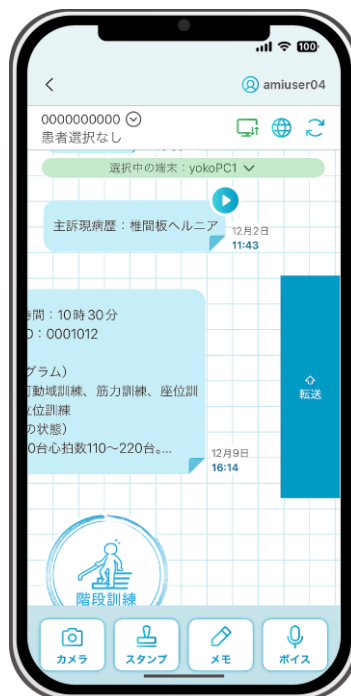 100
amiuser04
0000000000
患者選択なし
選択中の端末：yokoPC1
主訴現病歴：椎間板ヘルニア
12月2日
11:43
時間：10時30分
D：0001012
グラム）
可動域訓練、筋力訓練、座位訓
立位訓練
の状態）
0台心拍数110〜220台。...
12月9日
16:14
転送
階段訓練
カメラ
スタンプ
メモ
ボイス